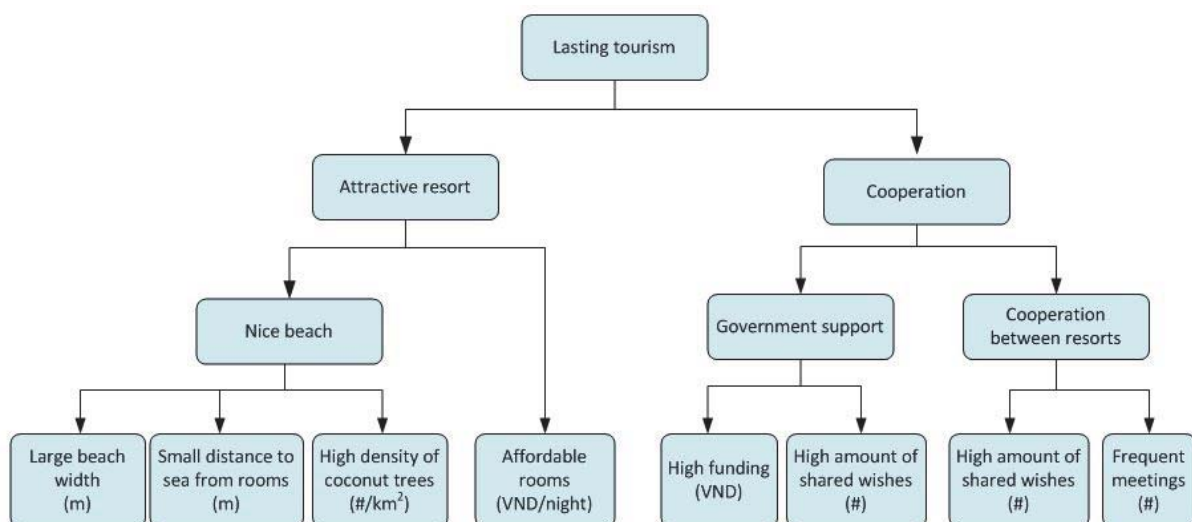 Lasting tourism
Attractive resort
Cooperation
Nice beach
Government support
Cooperation
between resorts
Large beach
width
(m)
Small distance to
sea from rooms
(m)
High density of
coconut trees
(#/km²)
Affordable
rooms
(VND/night)
High funding
(VND)
High amount of
shared wishes
(#)
High amount of
shared wishes
(#)
Frequent
meetings
(#)